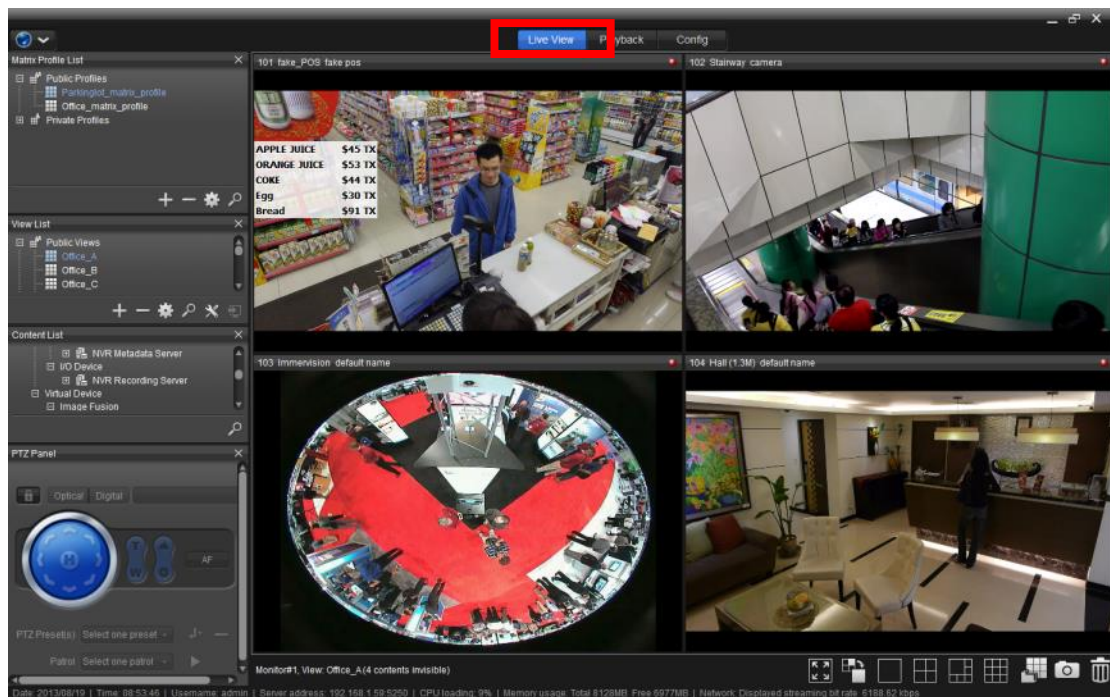 Live View Playback Config
Matrix Profile List
Public Profiles
Parkinglot_matrix_profile
Office_matrix_profile
Private Profiles
View List
Public Views
Office_A
Office_B
Office_C
Content List
NVR Metadata Server
I/O Device
NVR Recording Server
Virtual Device
Image Fusion
PTZ Panel
Optical Digital
H
T
W
AF
PTZ Preset(s) Select one preset
Patrol Select one patrol
101 fake_POS fake pos
APPLE JUICE $45 TX
ORANGE JUICE $53 TX
COKE $44 TX
Egg $30 TX
Bread $91 TX
102 Stairway camera
103 Immervision default name
104 Hall (1.3M) default name
Monitor#1, View: Office_A (4 contents invisible)
Date: 2013/08/19 | Time: 08:53:46 | Username: admin | Server address: 192.168.1.59:5250 | CPU loading: 9% | Memory usage: Total 8128MB Free 6977MB | Network: Displayed streaming bit rate 6188.62 kbps